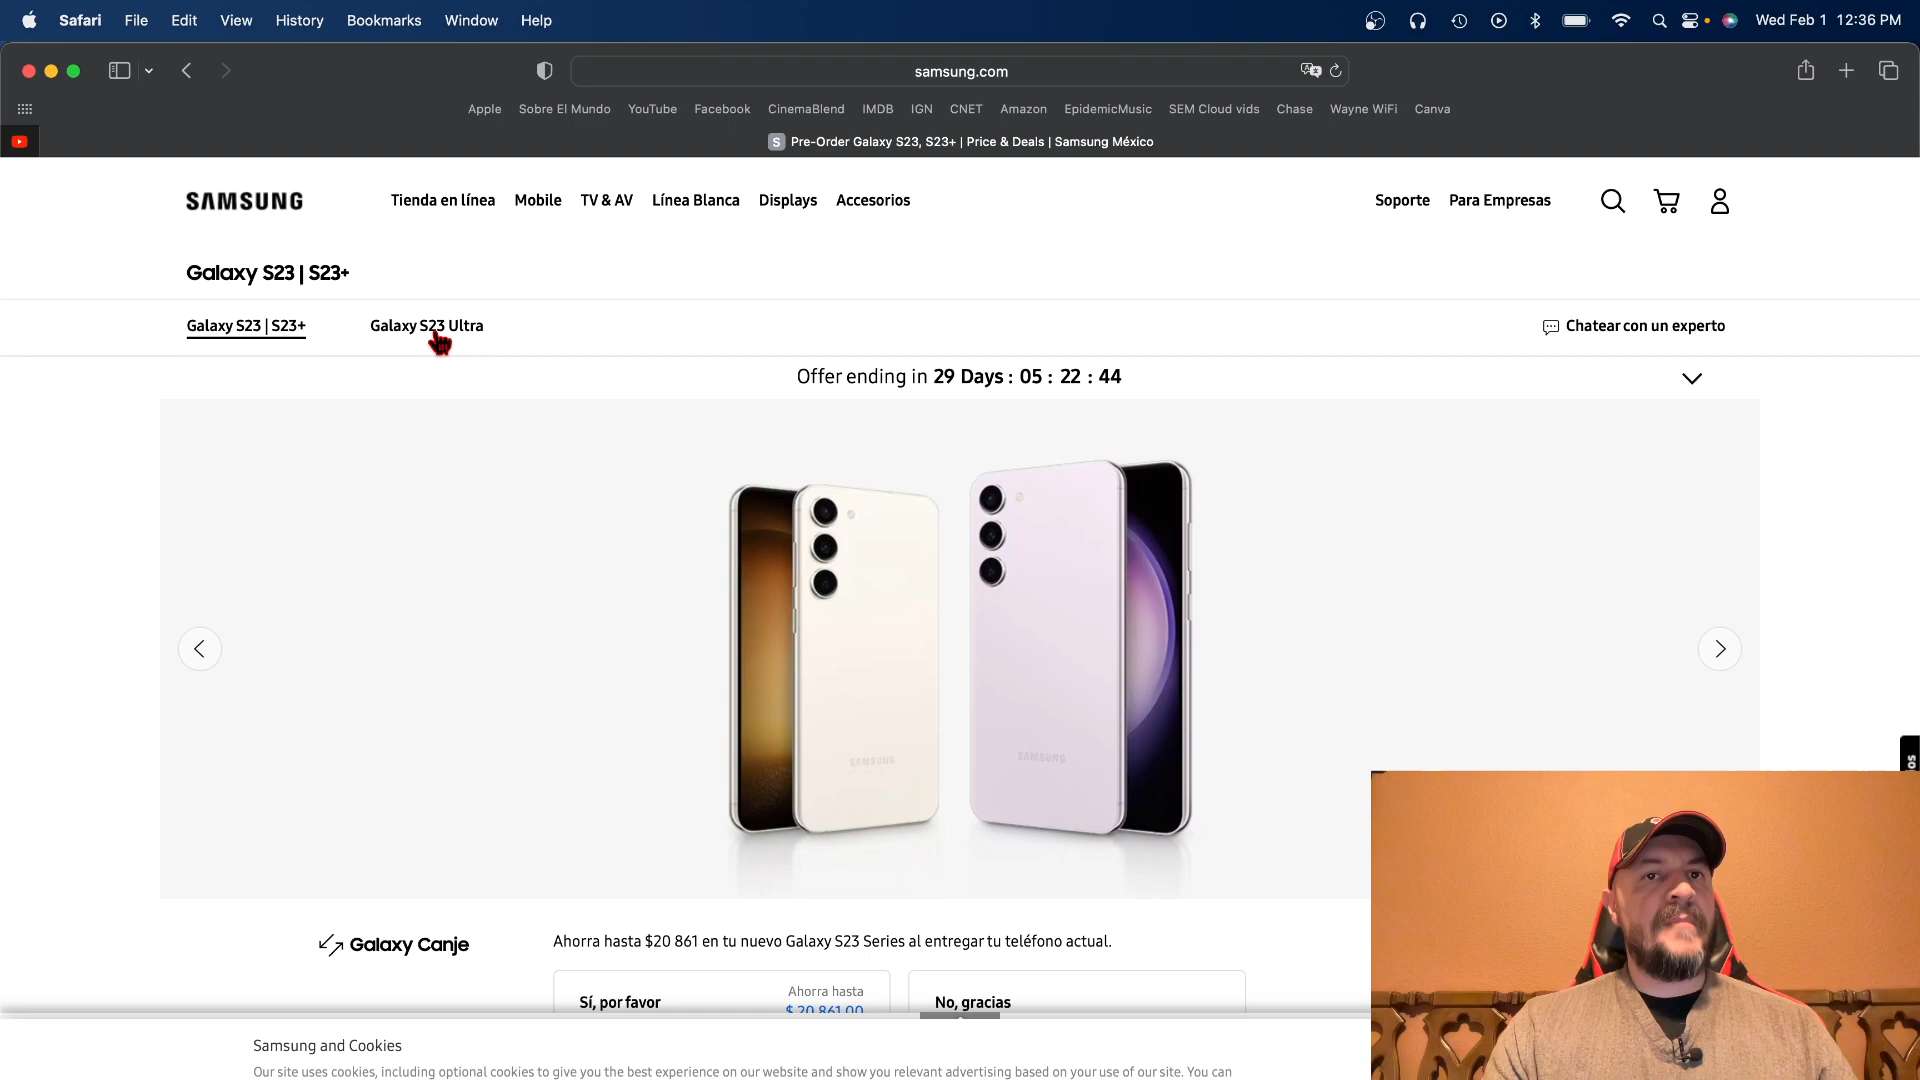 Safari File Edit View History Bookmarks Window Help Wed Feb 1 12:36 PM
samsung.com
Apple Sobre El Mundo YouTube Facebook CinemaBlend IMDB IGN CNET Amazon EpidemicMusic SEM Cloud vids Chase Wayne WiFi Canva
S Pre-Order Galaxy S23, S23+ | Price & Deals | Samsung México
SAMSUNG Tienda en línea Mobile TV & AV Línea Blanca Displays Accesorios Soporte Para Empresas
Galaxy S23 | S23+
Galaxy S23 | S23+ Galaxy S23 Ultra Chatear con un experto
Offer ending in 29 Days : 05 : 22 : 44
SAMSUNG SAMSUNG
Galaxy Canje Ahorra hasta $20 861 en tu nuevo Galaxy S23 Series al entregar tu teléfono actual.
Sí, por favor Ahorra hasta $ 20 861.00 No, gracias
Samsung and Cookies
Our site uses cookies, including optional cookies to give you the best experience on our website and show you relevant advertising based on your use of our site. You can